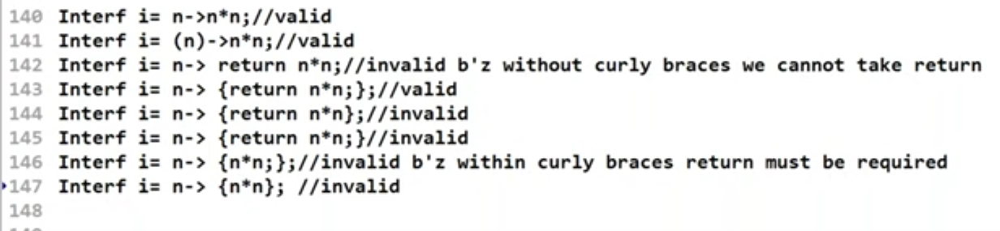 140 Interf i= n->n*n;//valid
141 Interf i= (n)->n*n;//valid
142 Interf i= n-> return n*n;//invalid b'z without curly braces we cannot take return
143 Interf i= n-> {return n*n;};//valid
144 Interf i= n-> {return n*n};//invalid
145 Interf i= n-> {return n*n;}//invalid
146 Interf i= n-> {n*n;};//invalid b'z within curly braces return must be required
147 Interf i= n-> {n*n}; //invalid
148